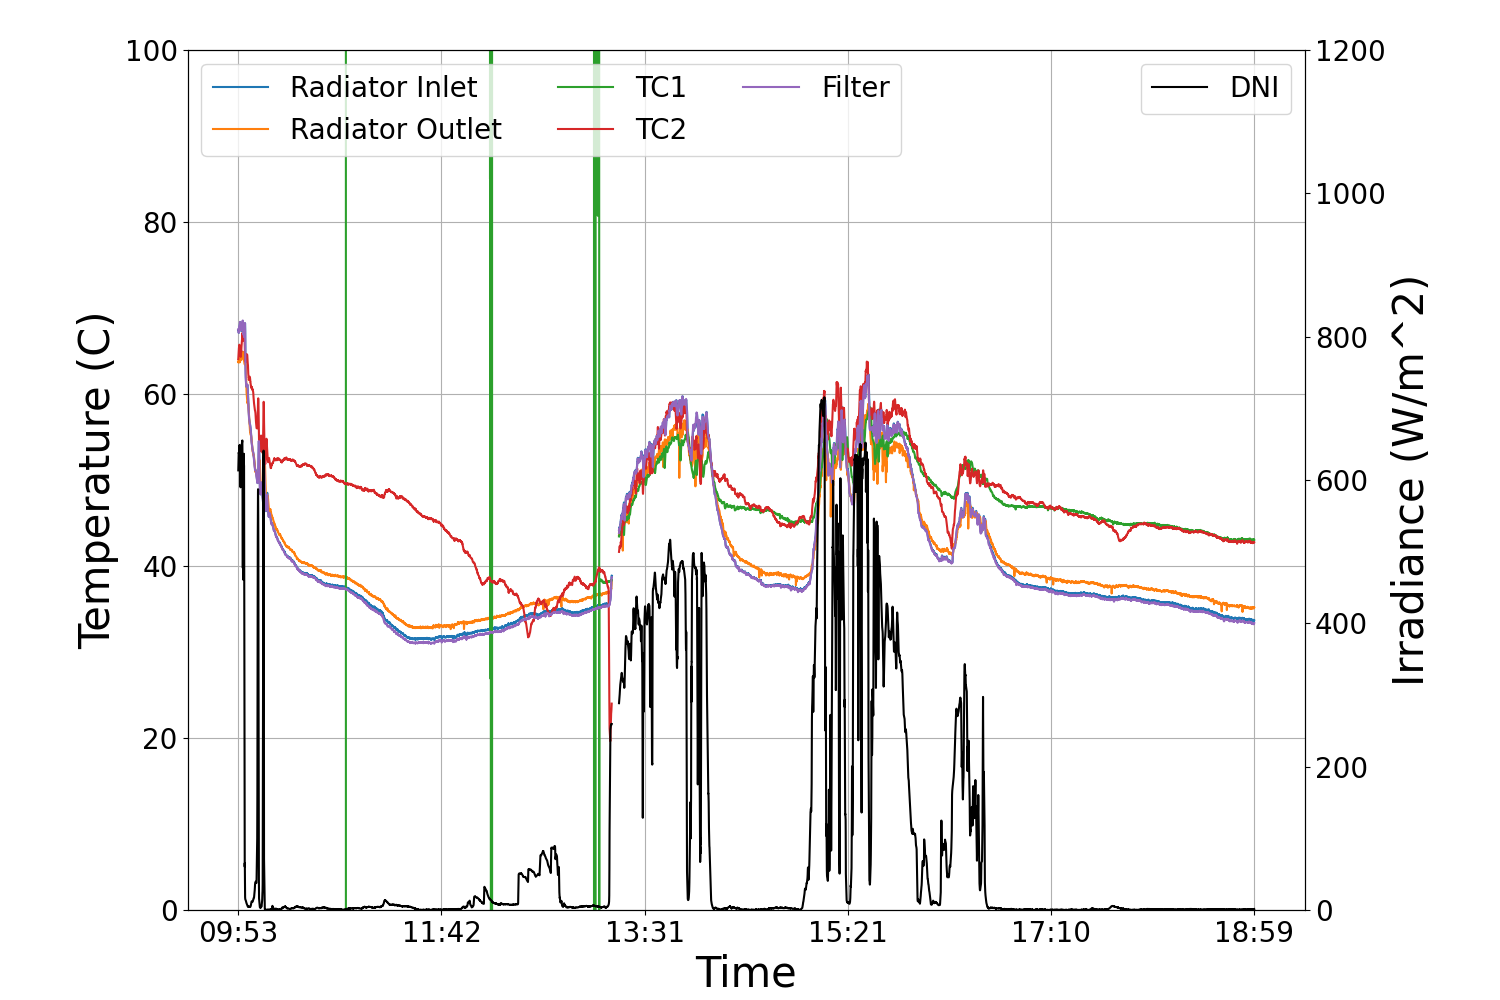 100
80
60
40
20
0
Temperature (C)
Radiator Inlet
Radiator Outlet
TC1
TC2
Filter
DNI
1200
1000
800
600
400
200
0
Irradiance (W/m^2)
09:53 11:42 13:31 15:21 17:10 18:59
Time